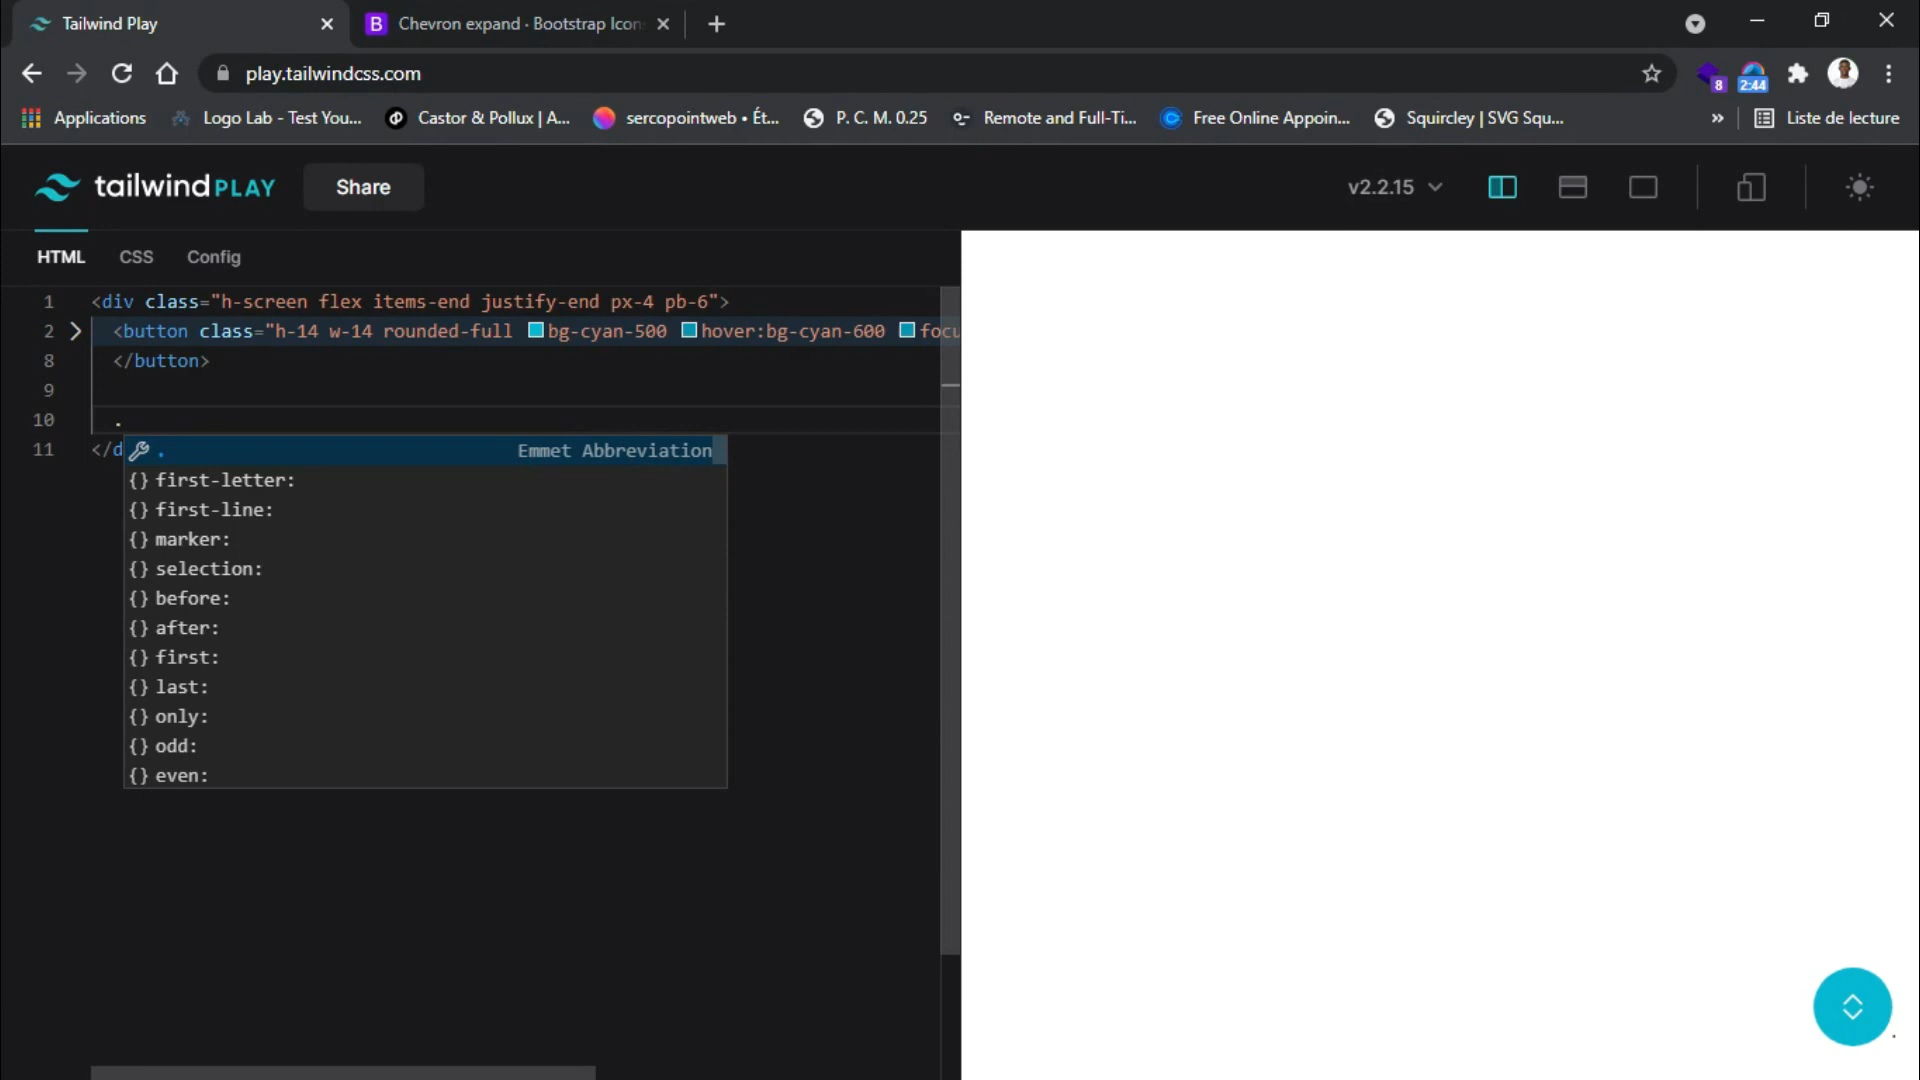 Tailwind Play
B Chevron expand · Bootstrap Icon
play.tailwindcss.com
8
2:44
Applications
Logo Lab - Test You...
Castor & Pollux | A...
sercopointweb • Ét...
P. C. M. 0.25
Remote and Full-Ti...
Free Online Appoin...
Squircley | SVG Squ...
»
Liste de lecture
tailwind PLAY
Share
v2.2.15
HTML CSS Config
1 <div class="h-screen flex items-end justify-end px-4 pb-6">
2 <button class="h-14 w-14 rounded-full bg-cyan-500 hover:bg-cyan-600 focu
8 </button>
9
10 .
11 </d
. Emmet Abbreviation
{} first-letter:
{} first-line:
{} marker:
{} selection:
{} before:
{} after:
{} first:
{} last:
{} only:
{} odd:
{} even:
.